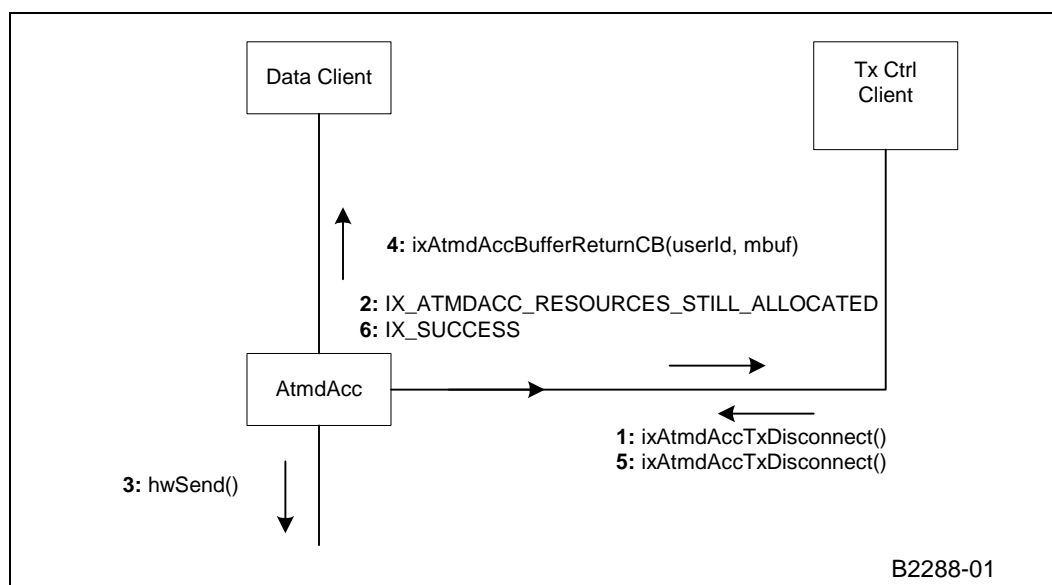 Data Client
Tx Ctrl
Client
4: ixAtmdAccBufferReturnCB(userId, mbuf)
2: IX_ATMDACC_RESOURCES_STILL_ALLOCATED
6: IX_SUCCESS
AtmdAcc
1: ixAtmdAccTxDisconnect()
5: ixAtmdAccTxDisconnect()
3: hwSend()
B2288-01